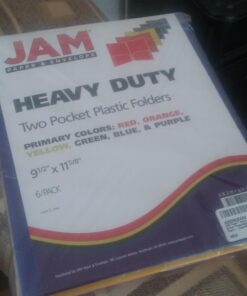 JAM
PAPER & ENVELOPE
HEAVY DUTY
Two Pocket Plastic Folders
PRIMARY COLORS: RED, ORANGE,
YELLOW, GREEN, BLUE, & PURPLE
9 1/2" x 11 5/8"
6/PACK